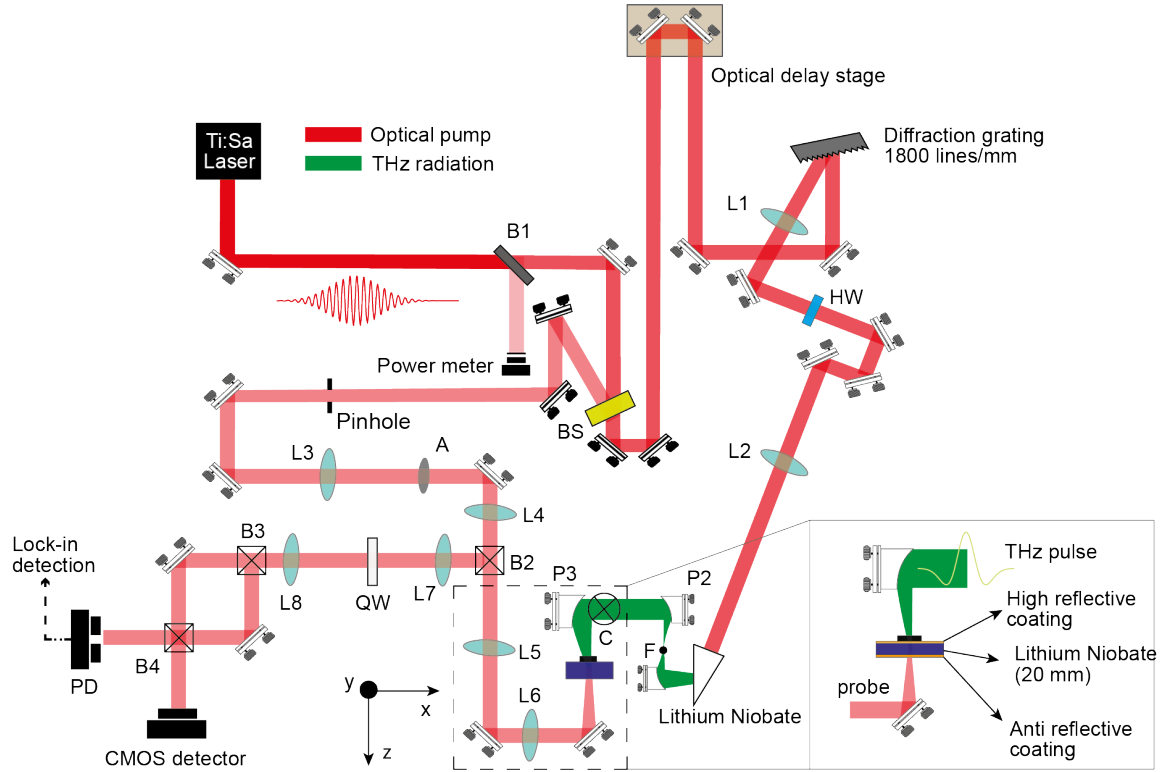 Optical delay stage
Ti:Sa
Laser
Optical pump
THz radiation
Diffraction grating
1800 lines/mm
L1
B1
HW
Power meter
Pinhole
BS
L2
L3
A
L4
B3
B2
Lock-in
detection
L8
QW
L7
P3
P2
THz pulse
C
High reflective
coating
F
L5
B4
PD
Lithium Niobate
(20 mm)
y
x
L6
probe
Lithium Niobate
z
Anti reflective
coating
CMOS detector